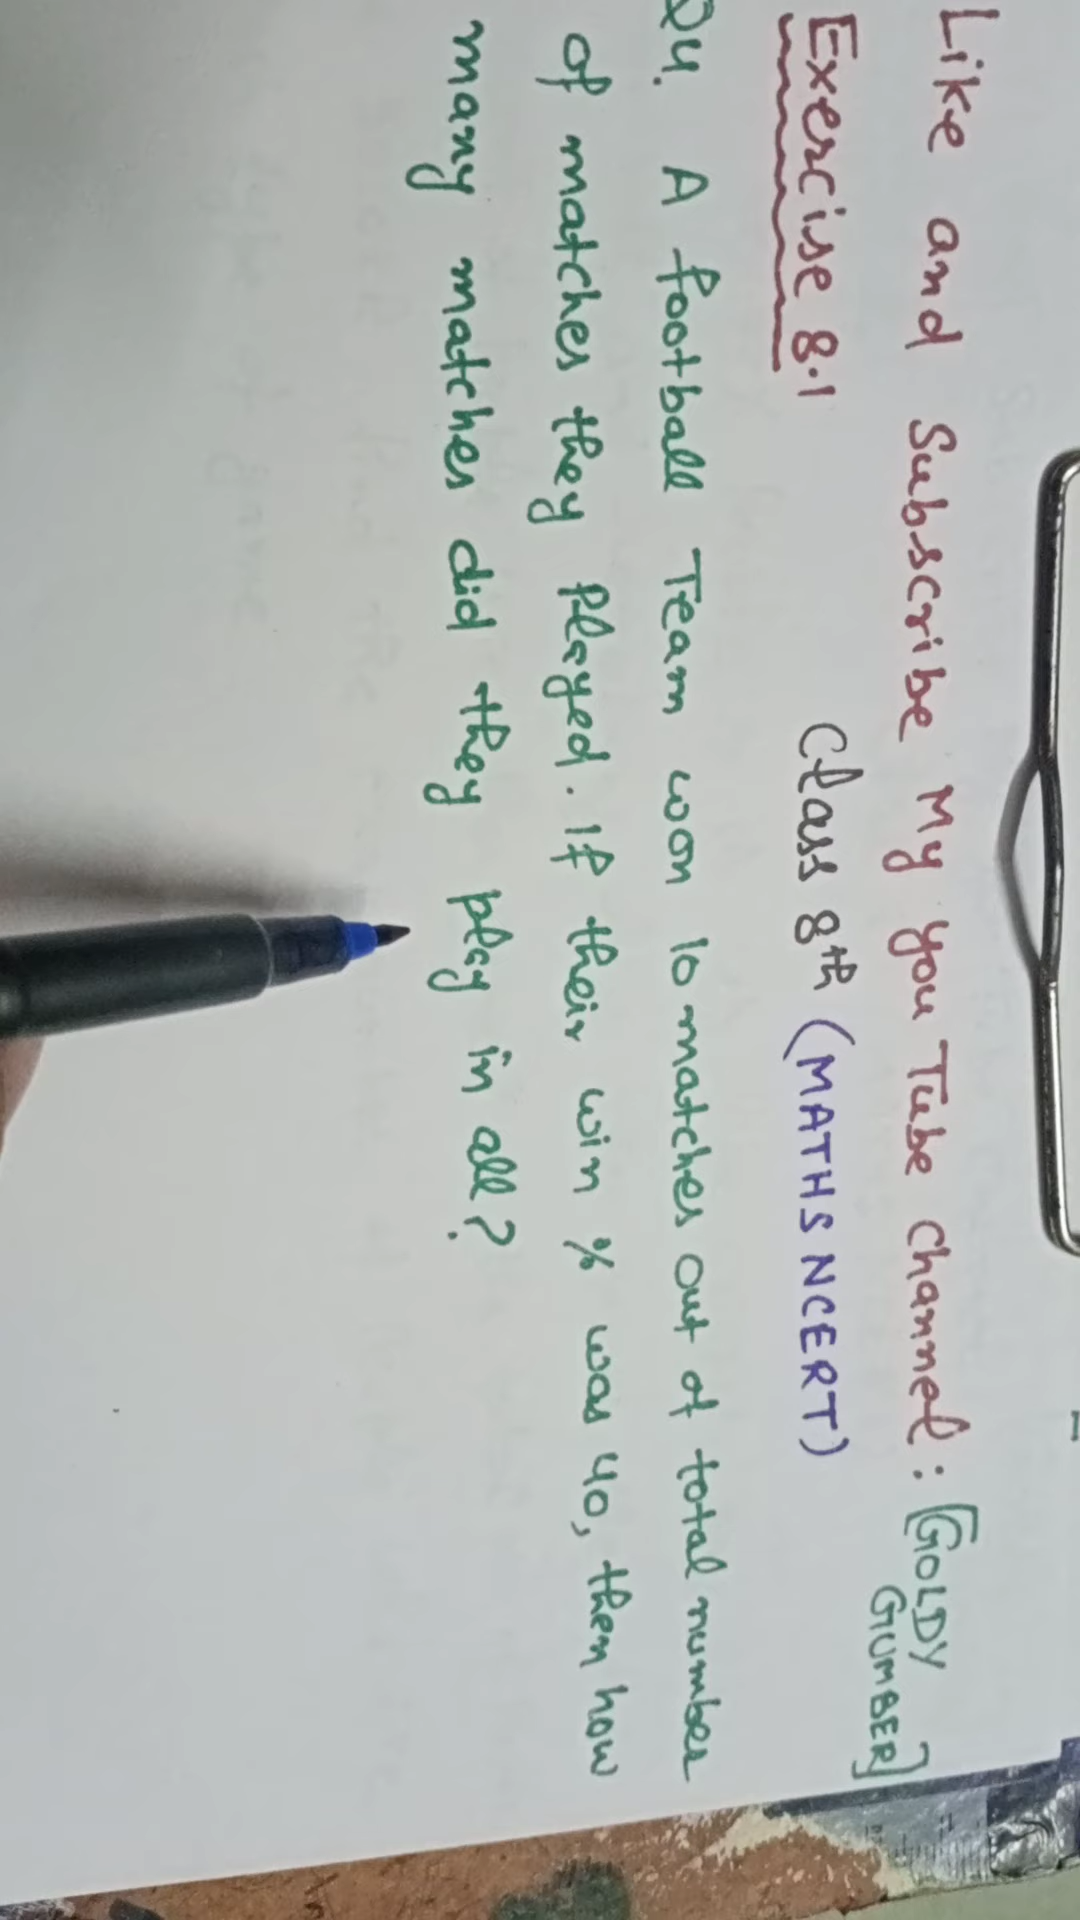 Like and Subscribe My YouTube channel: [GOLDY GUMBER]
Exercise 8.1 Class 8th (MATHS NCERT)
Q4. A football Team won 10 matches out of total number
of matches they played. If their win % was 40, then how
many matches did they play in all?